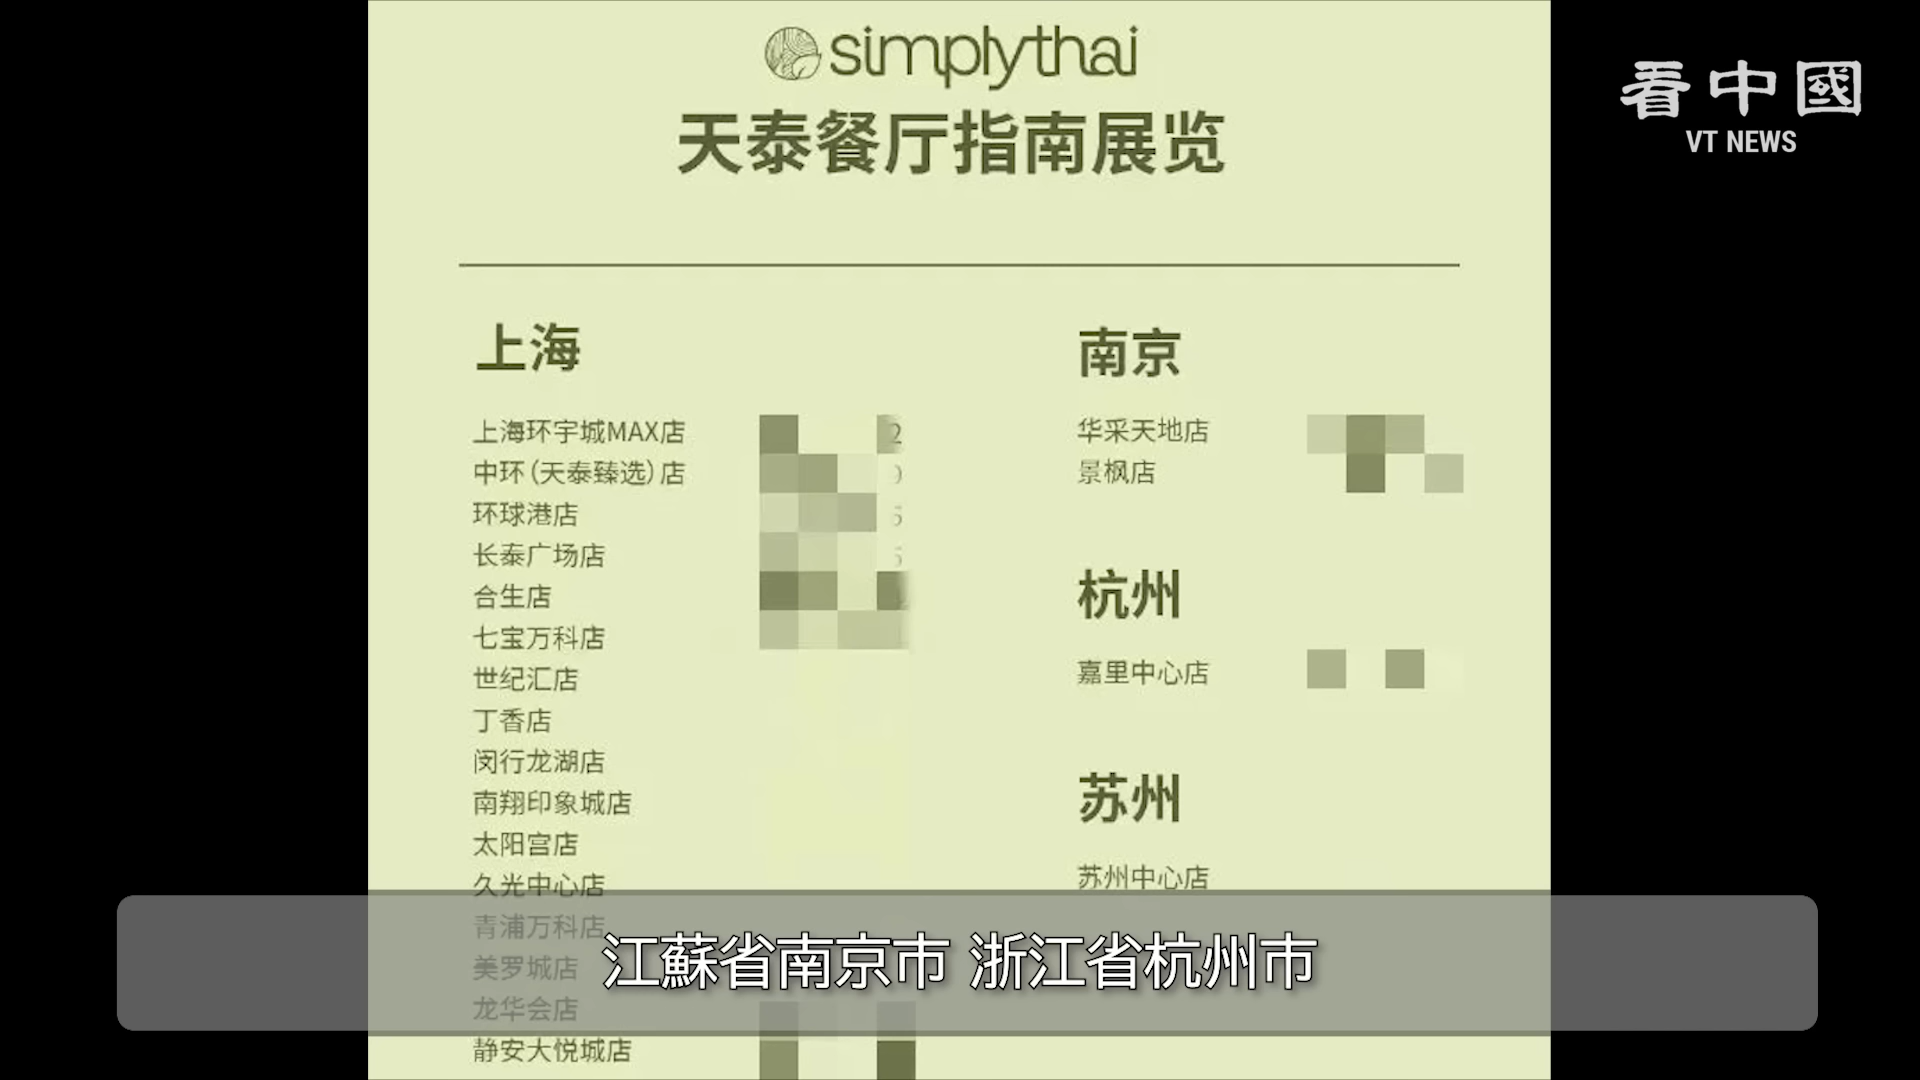 simplythai
天泰餐厅指南展览
看中國
VT NEWS
上海
上海环宇城MAX店
中环(天泰臻选)店
环球港店
长泰广场店
合生店
七宝万科店
世纪汇店
丁香店
闵行龙湖店
南翔印象城店
太阳宫店
久光中心店
青浦万科店
美罗城店
龙华会店
静安大悦城店
南京
华采天地店
景枫店
杭州
嘉里中心店
苏州
苏州中心店
江蘇省南京市 浙江省杭州市